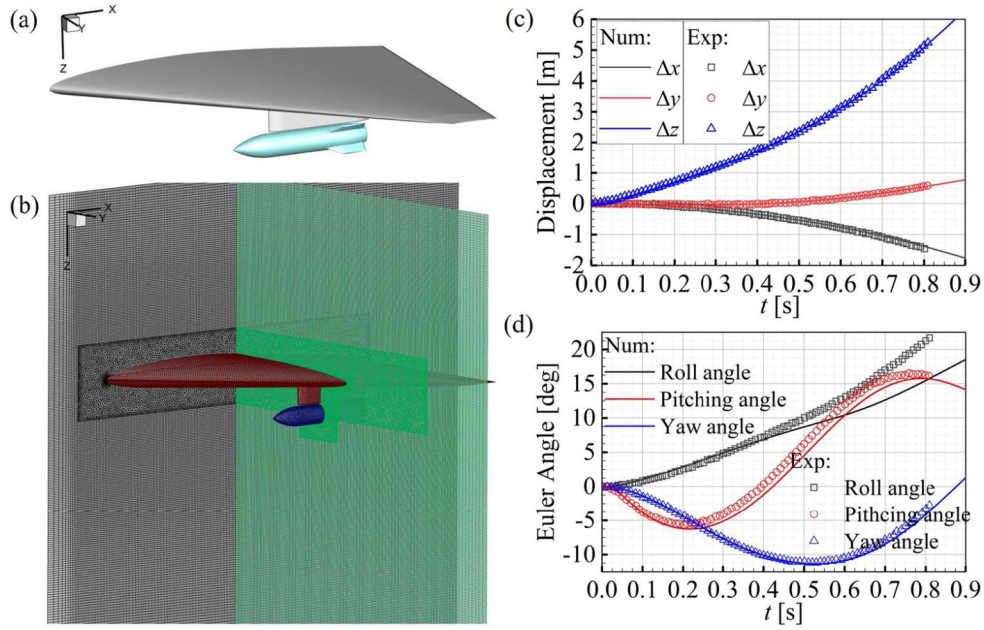 (a)
X
Y
Z
(b)
X
Y
Z
(c)
Displacement [m]
6
5
4
3
2
1
0
-1
-2
Num: Exp:
Δx Δx
Δy Δy
Δz Δz
0.0 0.1 0.2 0.3 0.4 0.5 0.6 0.7 0.8 0.9
t [s]
(d)
Euler Angle [deg]
20
15
10
5
0
-5
-10
Num:
Roll angle
Pitching angle
Yaw angle
Exp:
Roll angle
Pithcing angle
Yaw angle
0.0 0.1 0.2 0.3 0.4 0.5 0.6 0.7 0.8 0.9
t [s]